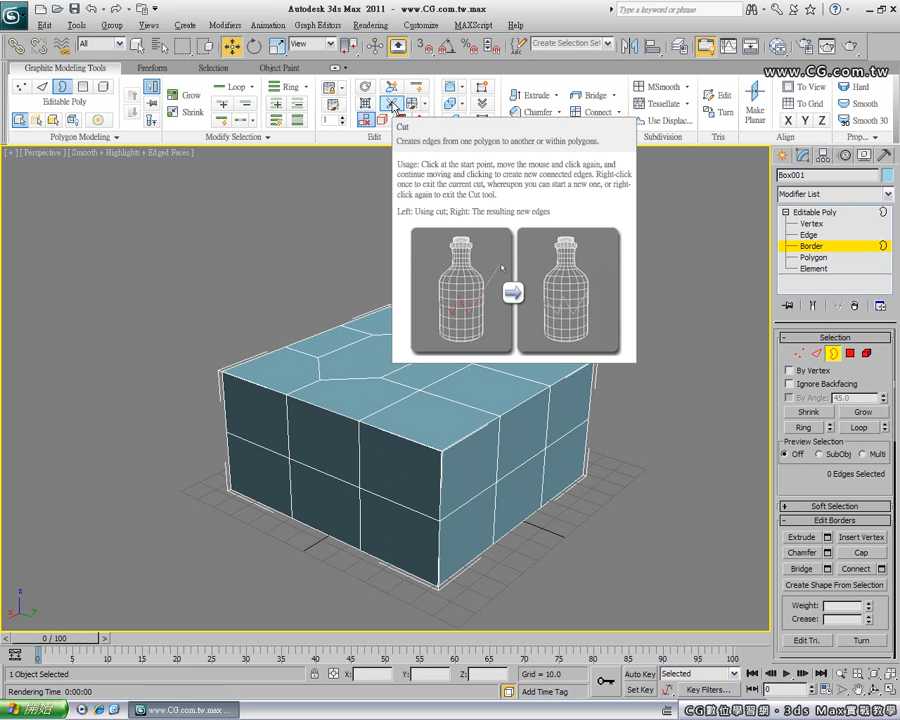 Autodesk 3ds Max 2011 - www.CG.com.tw.max
Type a keyword or phrase
Edit Tools Group Views Create Modifiers Animation Graph Editors Rendering Customize MAXScript Help
All View Create Selection Set
Graphite Modeling Tools Freeform Selection Object Paint
www.CG.com.tw
Editable Poly
Grow
Shrink
Loop
Ring
1
Extrude
Bridge
Chamfer
Connect
MSmooth
Tessellate
Use Displac...
Edit
Turn
Make Planar
To View
To Grid
X Y Z
Hard
Smooth
Smooth 30
Polygon Modeling Modify Selection Edit Subdivision Tris Align
[ + ] [ Perspective ] [ Smooth + Highlights + Edged Faces ]
Cut
Creates edges from one polygon to another or within polygons.
Usage: Click at the start point, move the mouse and click again, and
continue moving and clicking to create new connected edges. Right-click
once to exit the current cut, whereupon you can start a new one, or right-
click again to exit the Cut tool.
Left: Using cut; Right: The resulting new edges
Box001
Modifier List
Editable Poly
Vertex
Edge
Border
Polygon
Element
Selection
By Vertex
Ignore Backfacing
By Angle: 45.0
Shrink Grow
Ring Loop
Preview Selection
Off SubObj Multi
0 Edges Selected
Soft Selection
Edit Borders
Extrude Insert Vertex
Chamfer Cap
Bridge Connect
Create Shape From Selection
Weight:
Crease:
Edit Tri. Turn
z
x y
0 / 100
0 5 10 15 20 25 30 35 40 45 50 55 60 65 70 75 80 85 90 95 100
1 Object Selected
X: Y: Z: Grid = 10.0
Auto Key Selected
Rendering Time 0:00:00
Add Time Tag
Set Key Key Filters... 0
開始
www.CG.com.tw.max ...
CG數位學習網・3ds Max實戰教學